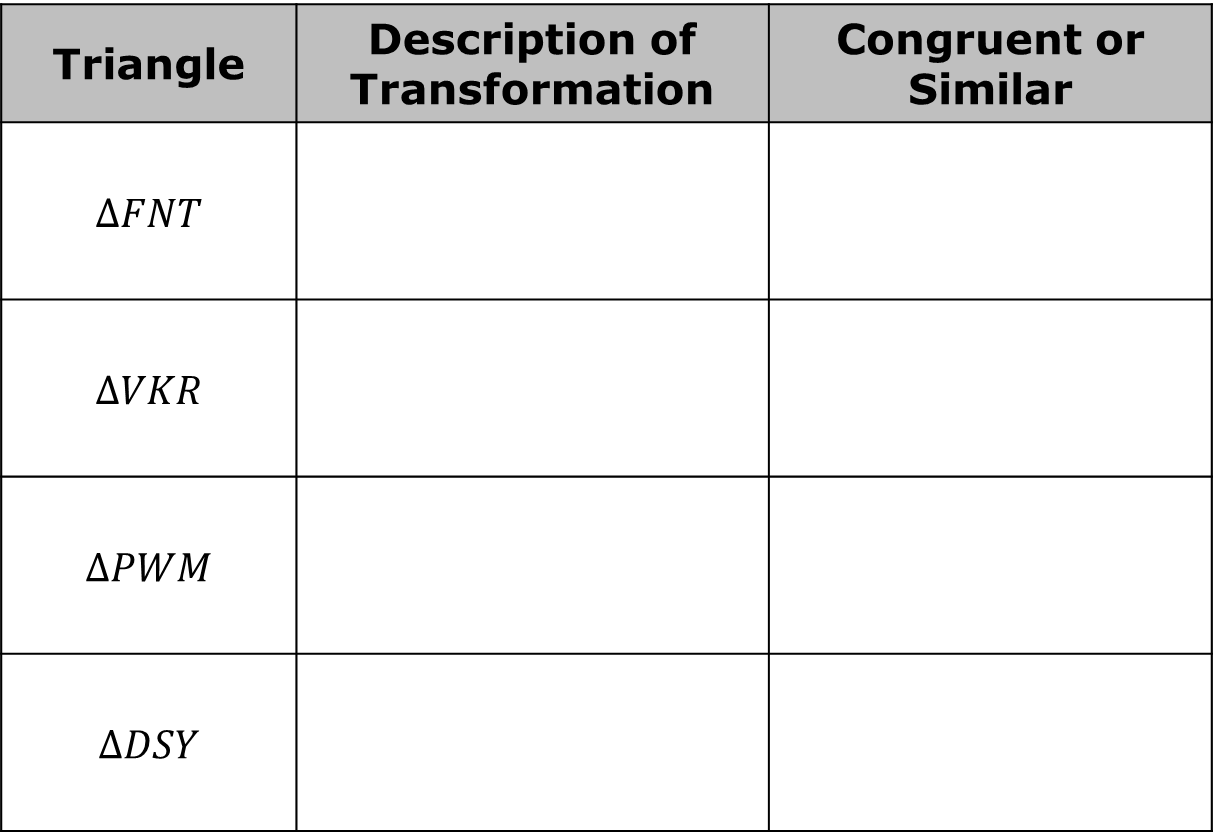 Triangle
Description of
Transformation
Congruent or
Similar
Δ𝐹𝑁𝑇
Δ𝑉𝐾𝑅
Δ𝑃𝑊𝑀
Δ𝐷𝑆𝑌